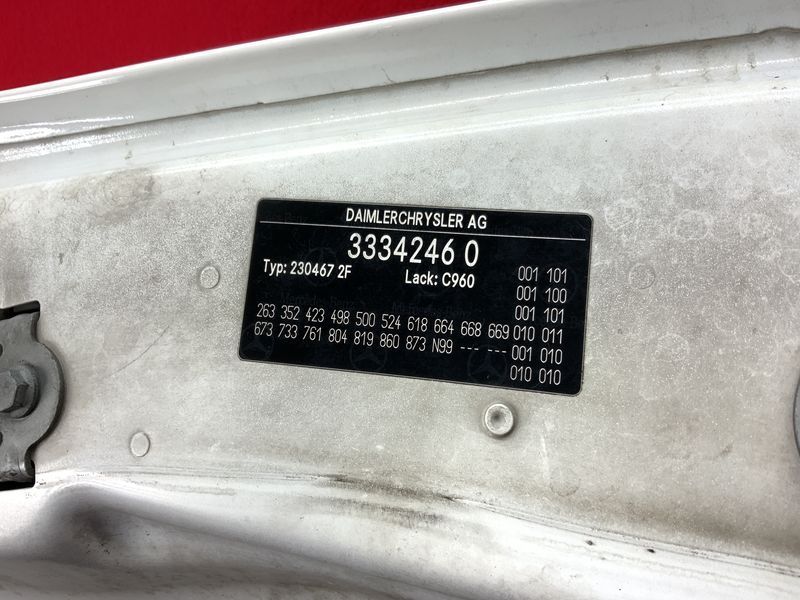 DAIMLERCHRYSLER AG
3334246 0
Typ: 230467 2F Lack: C960
001 101
001 100
001 101
263 352 423 498 500 524 618 664 668 669 010 011
673 733 761 804 819 860 873 N99 --- --- 001 010
010 010